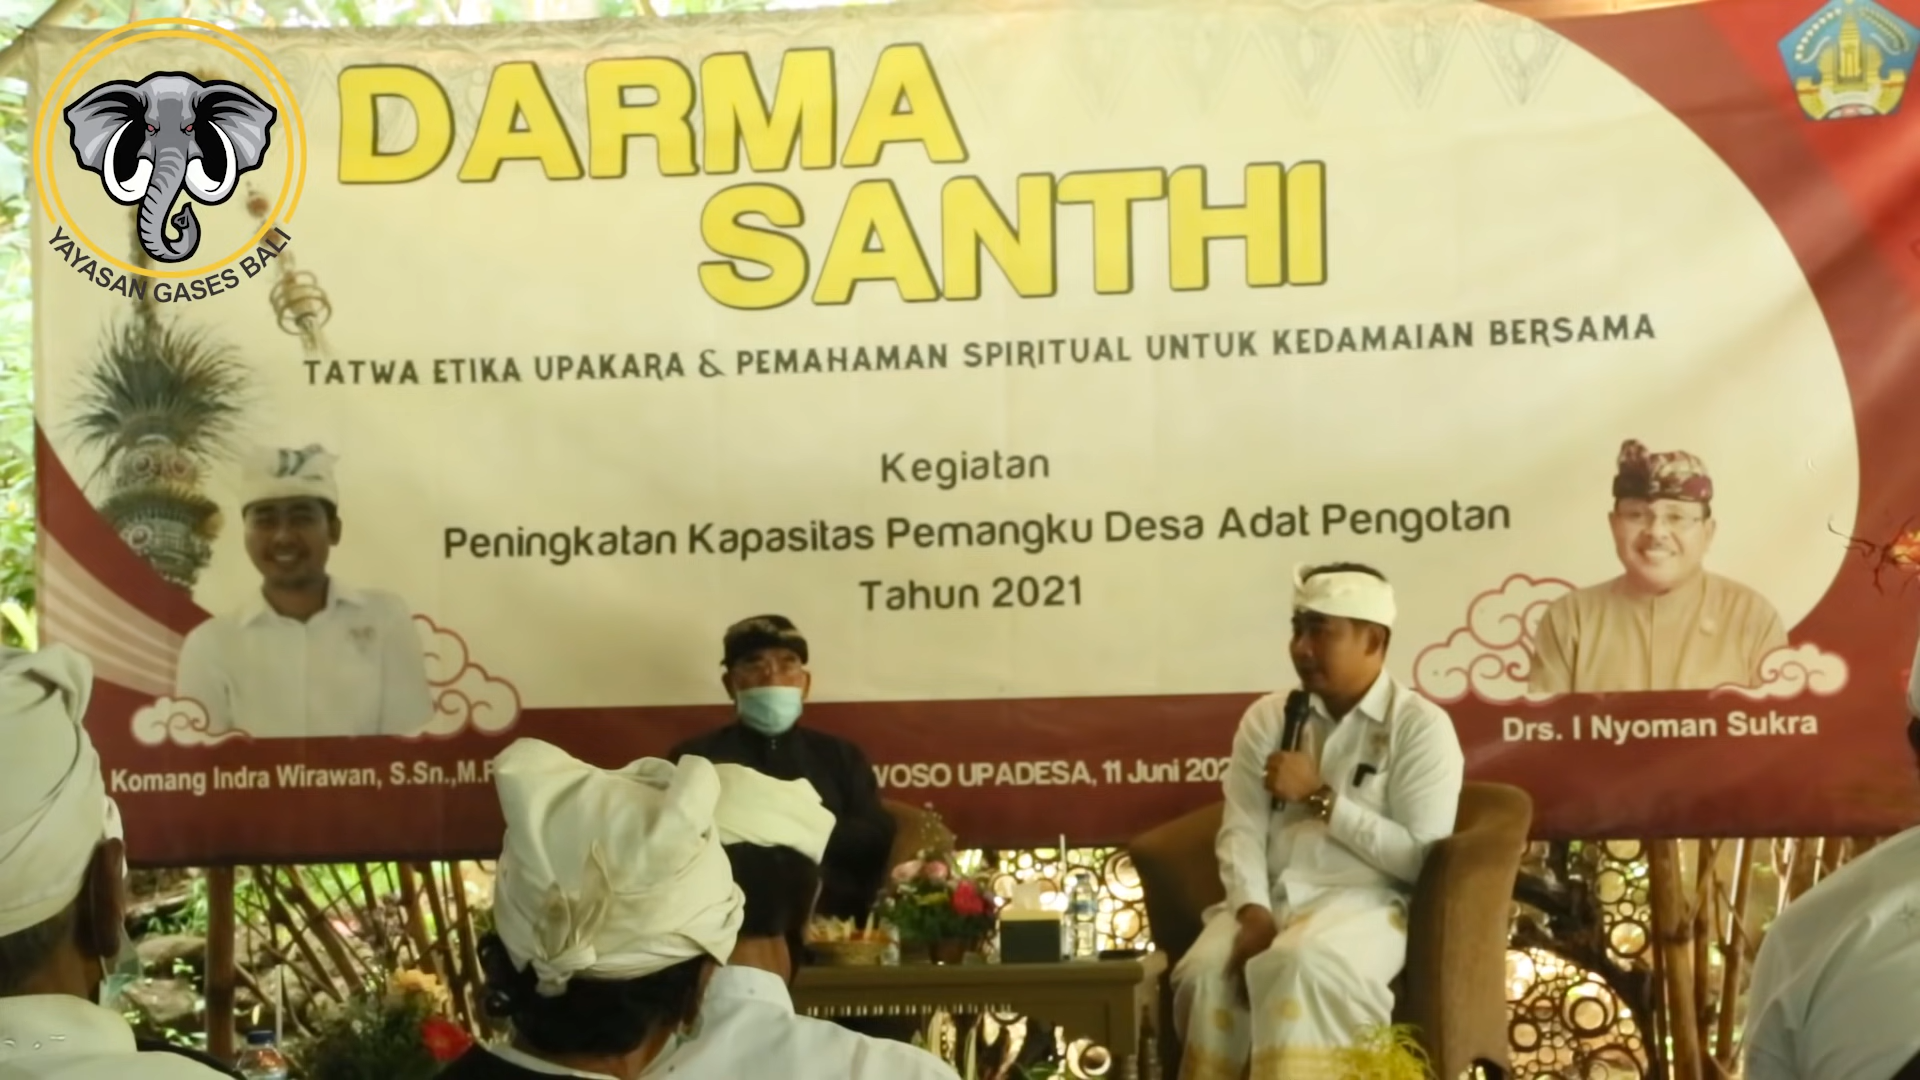 YAYASAN GASES BALI
DARMA
SANTHI
TATWA ETIKA UPAKARA & PEMAHAMAN SPIRITUAL UNTUK KEDAMAIAN BERSAMA
Kegiatan
Peningkatan Kapasitas Pemangku Desa Adat Pengotan
Tahun 2021
Drs. I Nyoman Sukra
Komang Indra Wirawan, S.Sn.,M.
UPADESA, 11 Juni